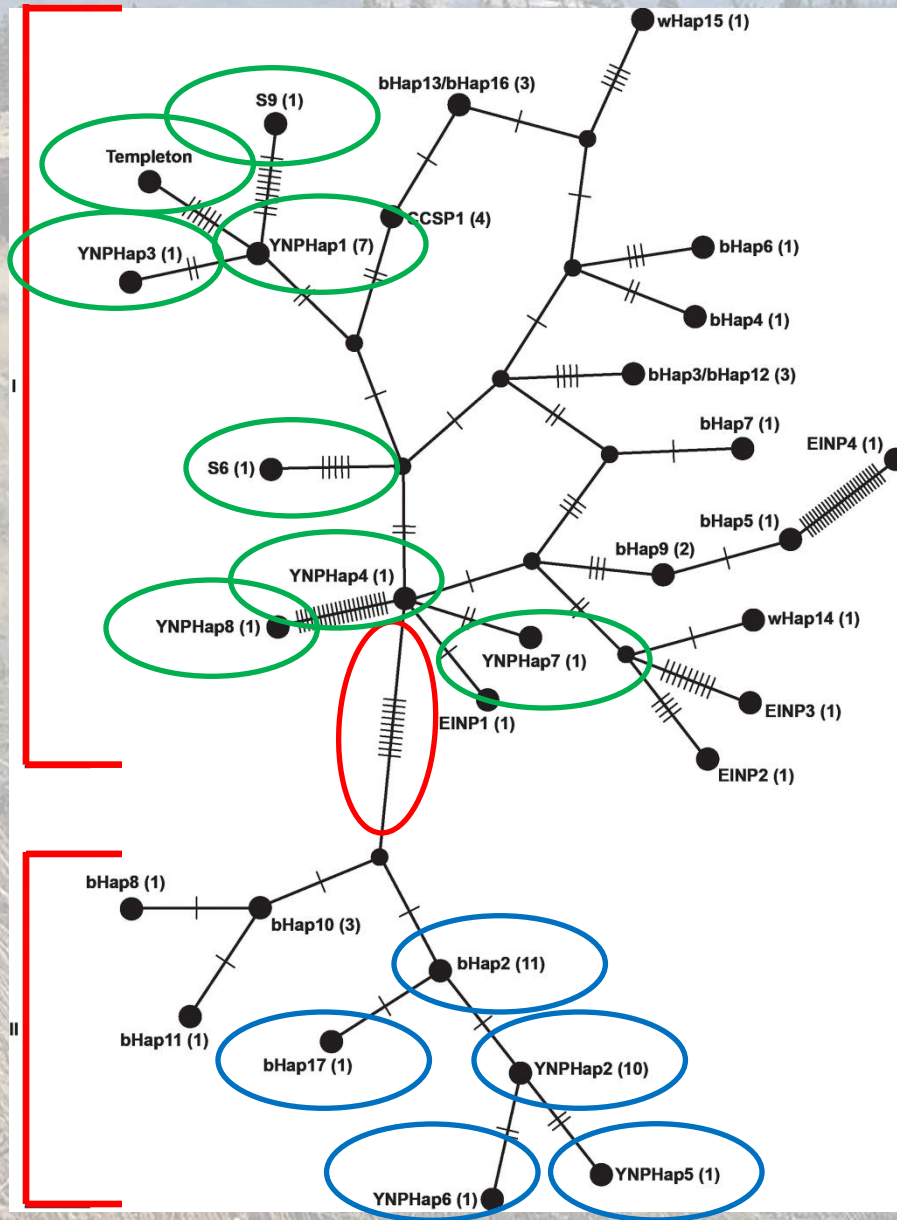 wHap15 (1)
bHap13/bHap16 (3)
S9 (1)
Templeton
CCSP1 (4)
YNPHap3 (1)
YNPHap1 (7)
bHap6 (1)
bHap4 (1)
bHap3/bHap12 (3)
I
bHap7 (1)
EINP4 (1)
S6 (1)
bHap5 (1)
bHap9 (2)
YNPHap4 (1)
YNPHap8 (1)
wHap14 (1)
YNPHap7 (1)
EINP1 (1)
EINP3 (1)
EINP2 (1)
bHap8 (1)
bHap10 (3)
bHap2 (11)
II
bHap11 (1)
bHap17 (1)
YNPHap2 (10)
YNPHap6 (1)
YNPHap5 (1)